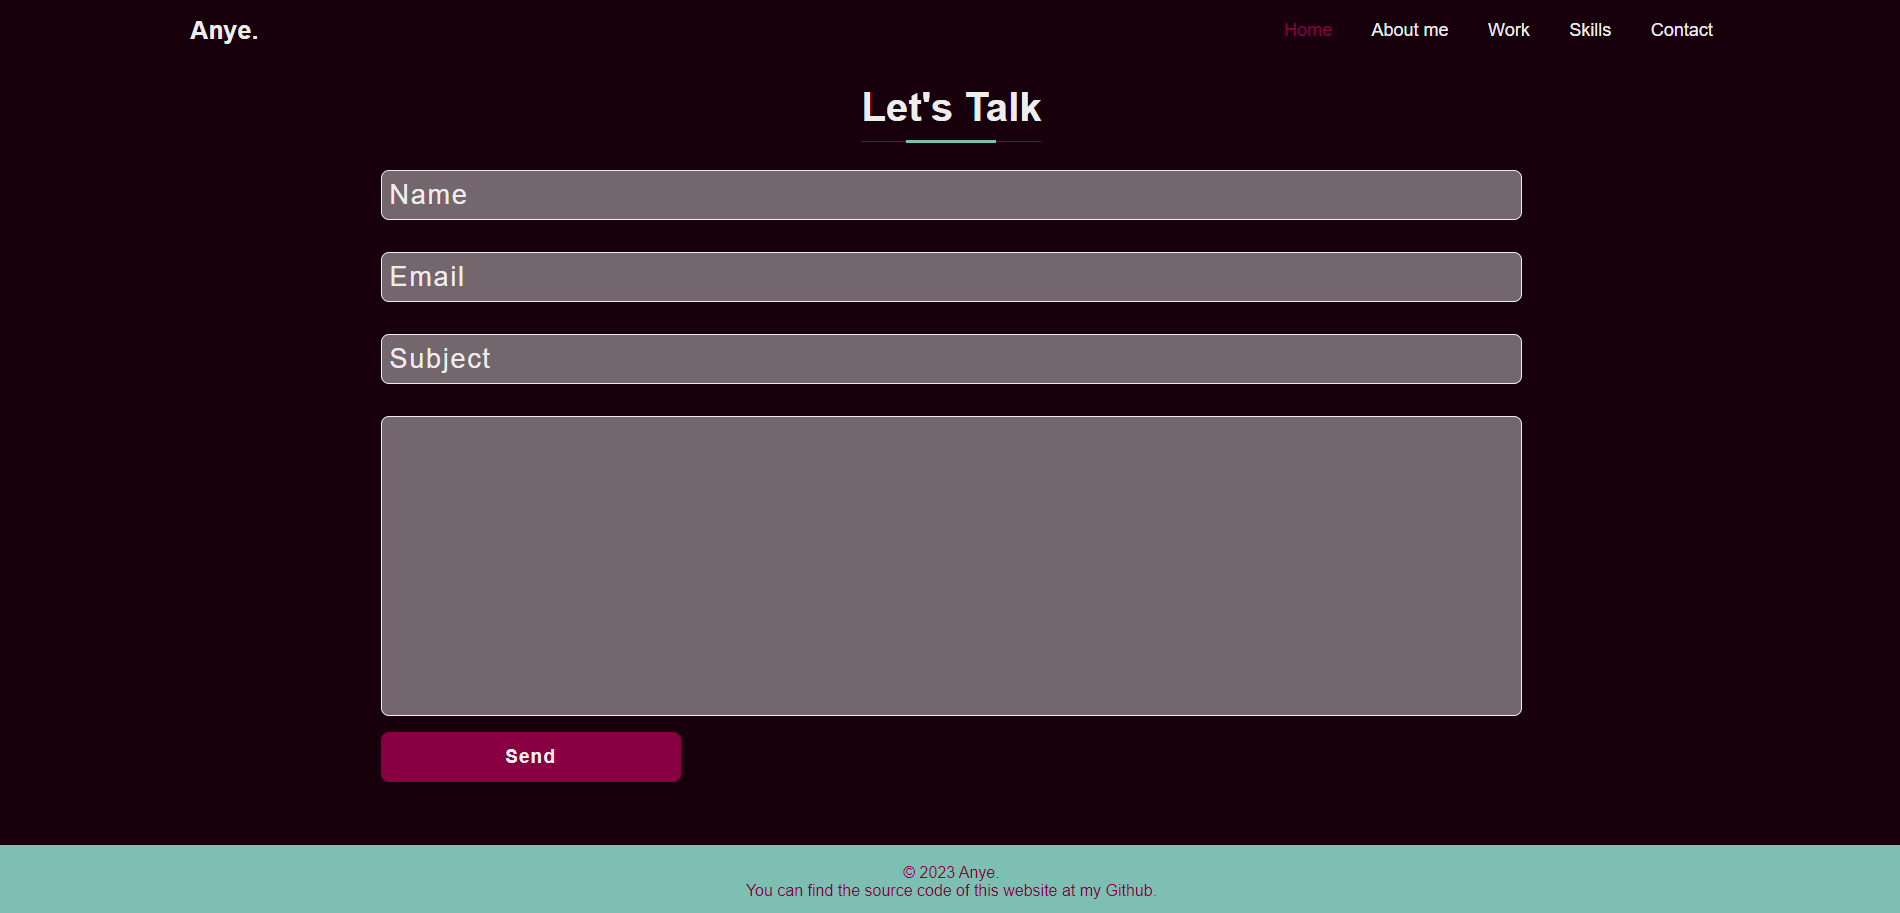 Anye.
Home About me Work Skills Contact
Let's Talk
Name
Email
Subject
Send
© 2023 Anye.
You can find the source code of this website at my Github.